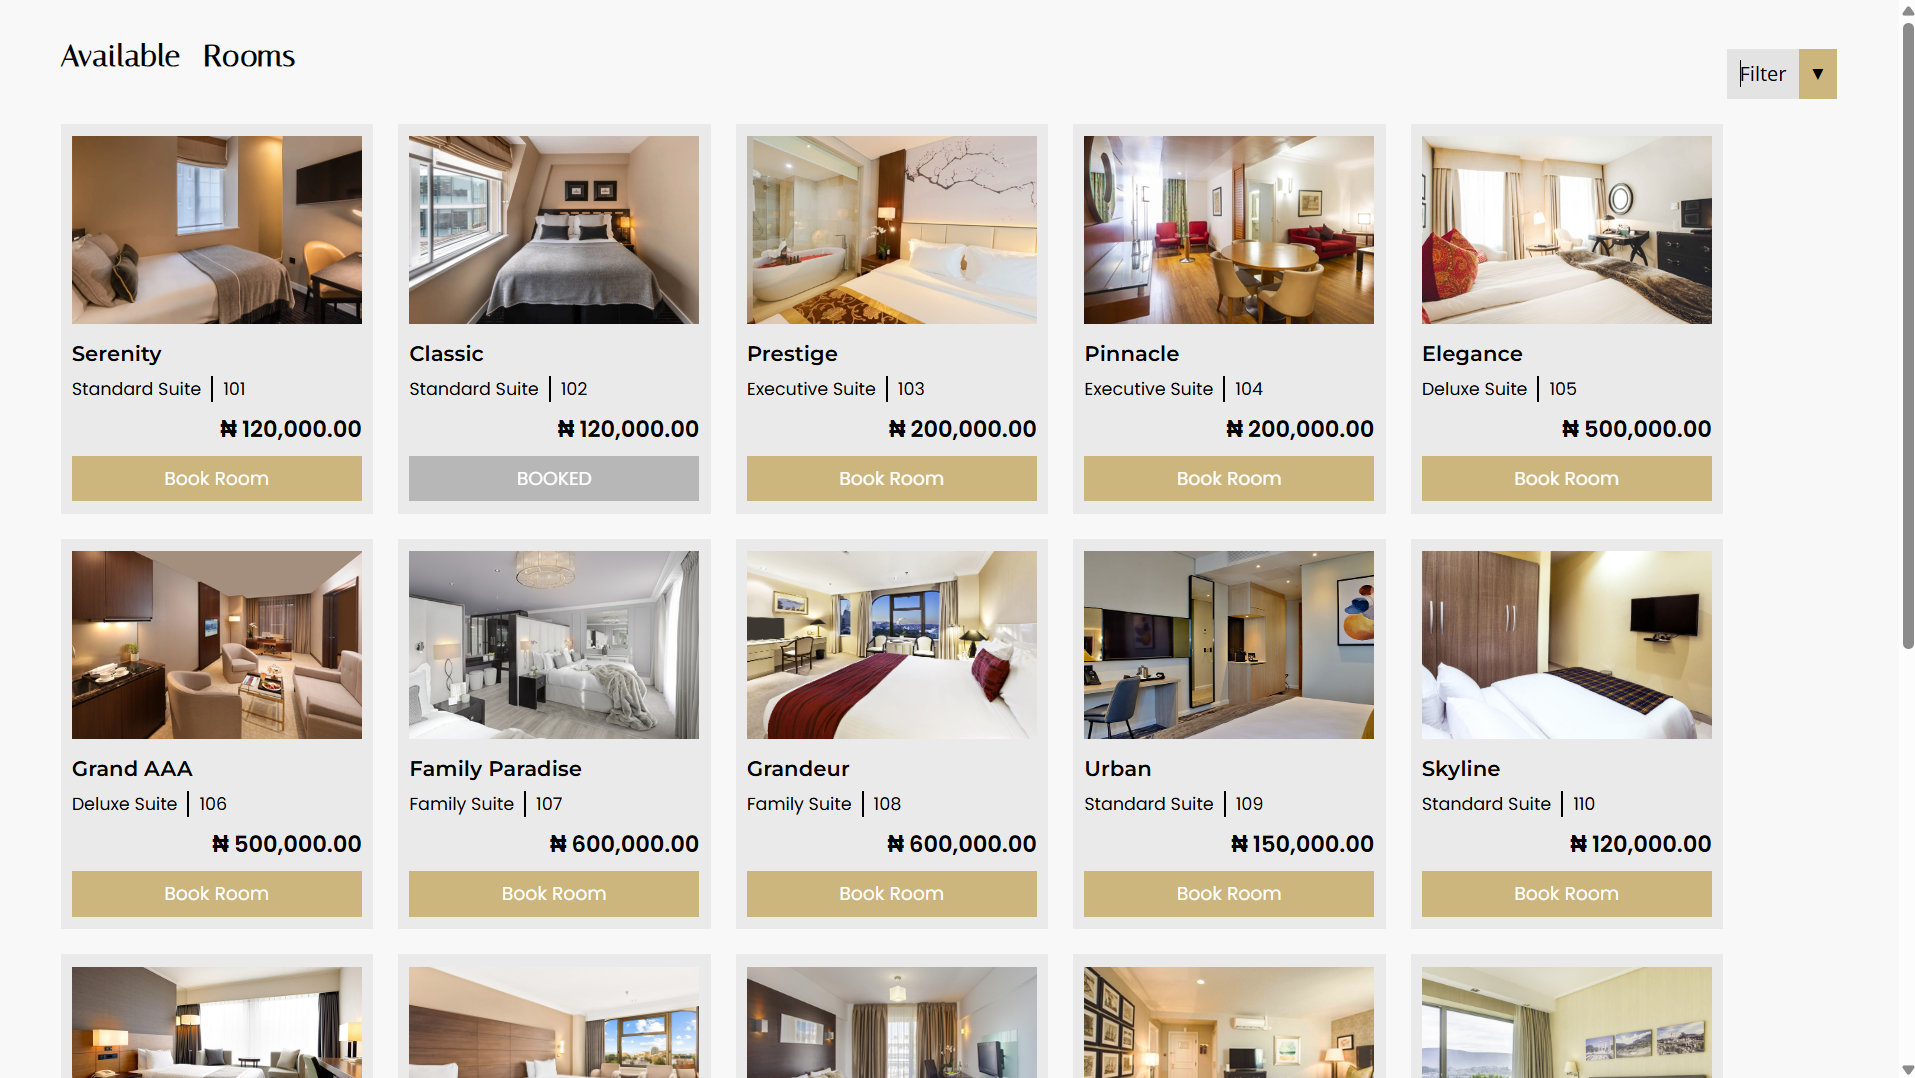 Available Rooms
Filter ▼
Serenity
Standard Suite | 101
₦ 120,000.00
Book Room
Classic
Standard Suite | 102
₦ 120,000.00
BOOKED
Prestige
Executive Suite | 103
₦ 200,000.00
Book Room
Pinnacle
Executive Suite | 104
₦ 200,000.00
Book Room
Elegance
Deluxe Suite | 105
₦ 500,000.00
Book Room
Grand AAA
Deluxe Suite | 106
₦ 500,000.00
Book Room
Family Paradise
Family Suite | 107
₦ 600,000.00
Book Room
Grandeur
Family Suite | 108
₦ 600,000.00
Book Room
Urban
Standard Suite | 109
₦ 150,000.00
Book Room
Skyline
Standard Suite | 110
₦ 120,000.00
Book Room